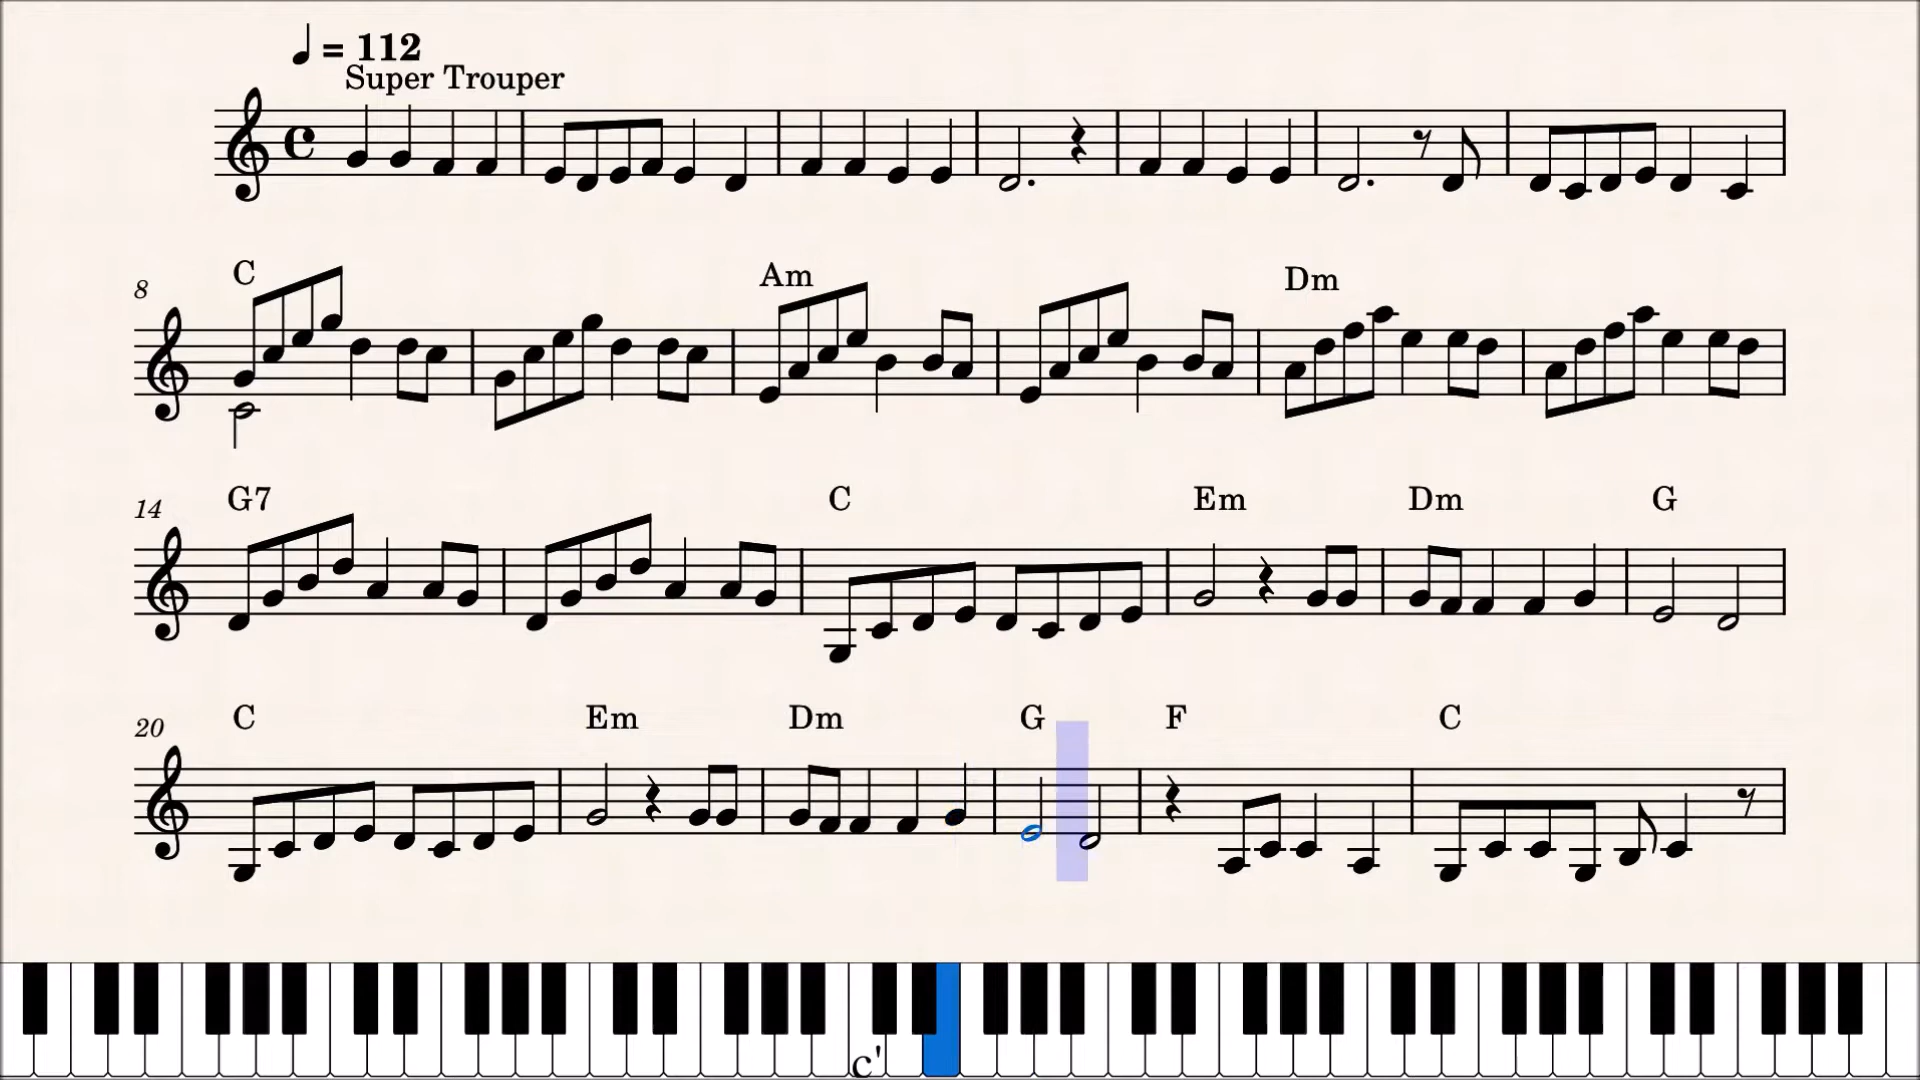 = 112
Super Trouper
8 C Am Dm
14 G7 C Em Dm G
20 C Em Dm G F C
c'